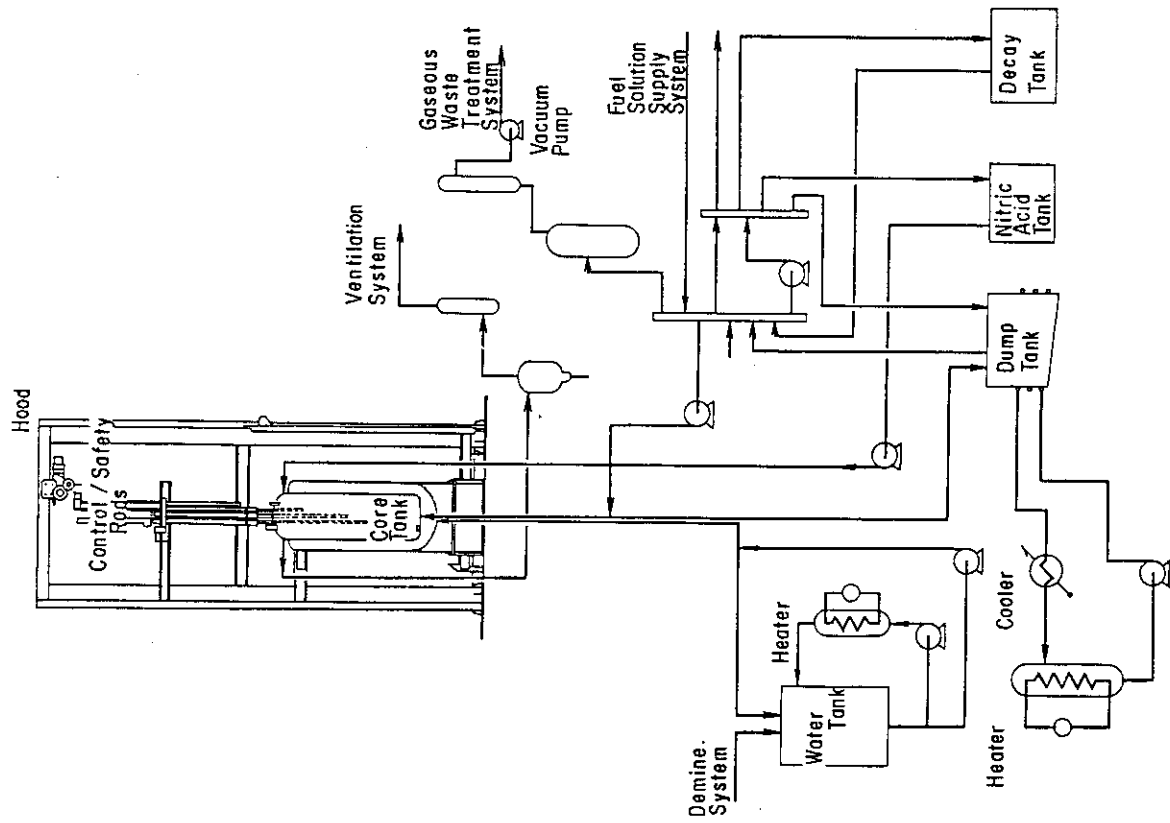 Hood
Control / Safety
Rods
Core
Tank
Ventilation
System
Gaseous
Waste
Treatment
System
Vacuum
Pump
Fuel
Solution
Supply
System
Demine.
System
Water
Tank
Heater
Heater
Cooler
Dump
Tank
Nitric
Acid
Tank
Decay
Tank